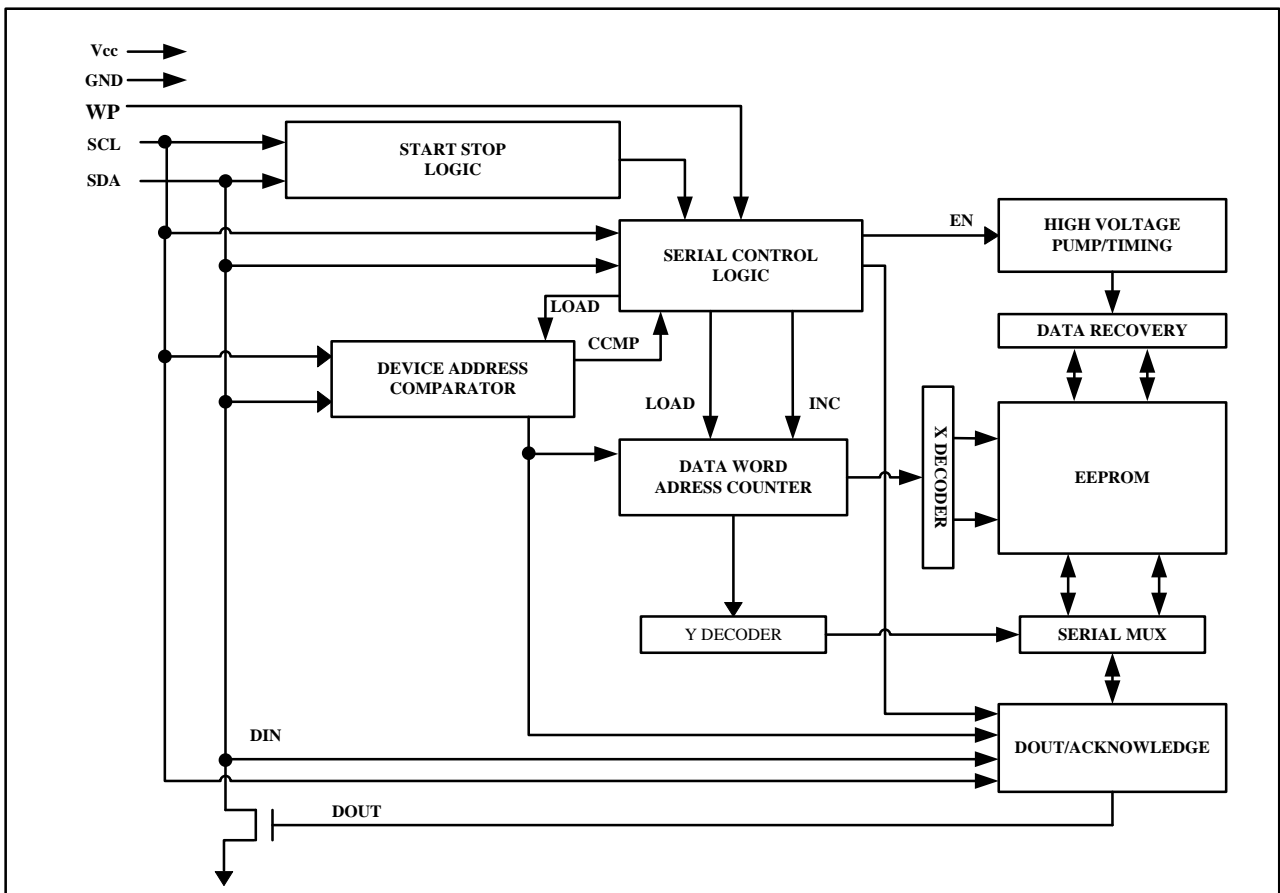 Vcc
GND
WP
SCL
SDA
START STOP
LOGIC
SERIAL CONTROL
LOGIC
EN
HIGH VOLTAGE
PUMP/TIMING
DATA RECOVERY
LOAD
CCMP
DEVICE ADDRESS
COMPARATOR
LOAD
INC
DATA WORD
ADRESS COUNTER
X DECODER
EEPROM
Y DECODER
SERIAL MUX
DIN
DOUT/ACKNOWLEDGE
DOUT